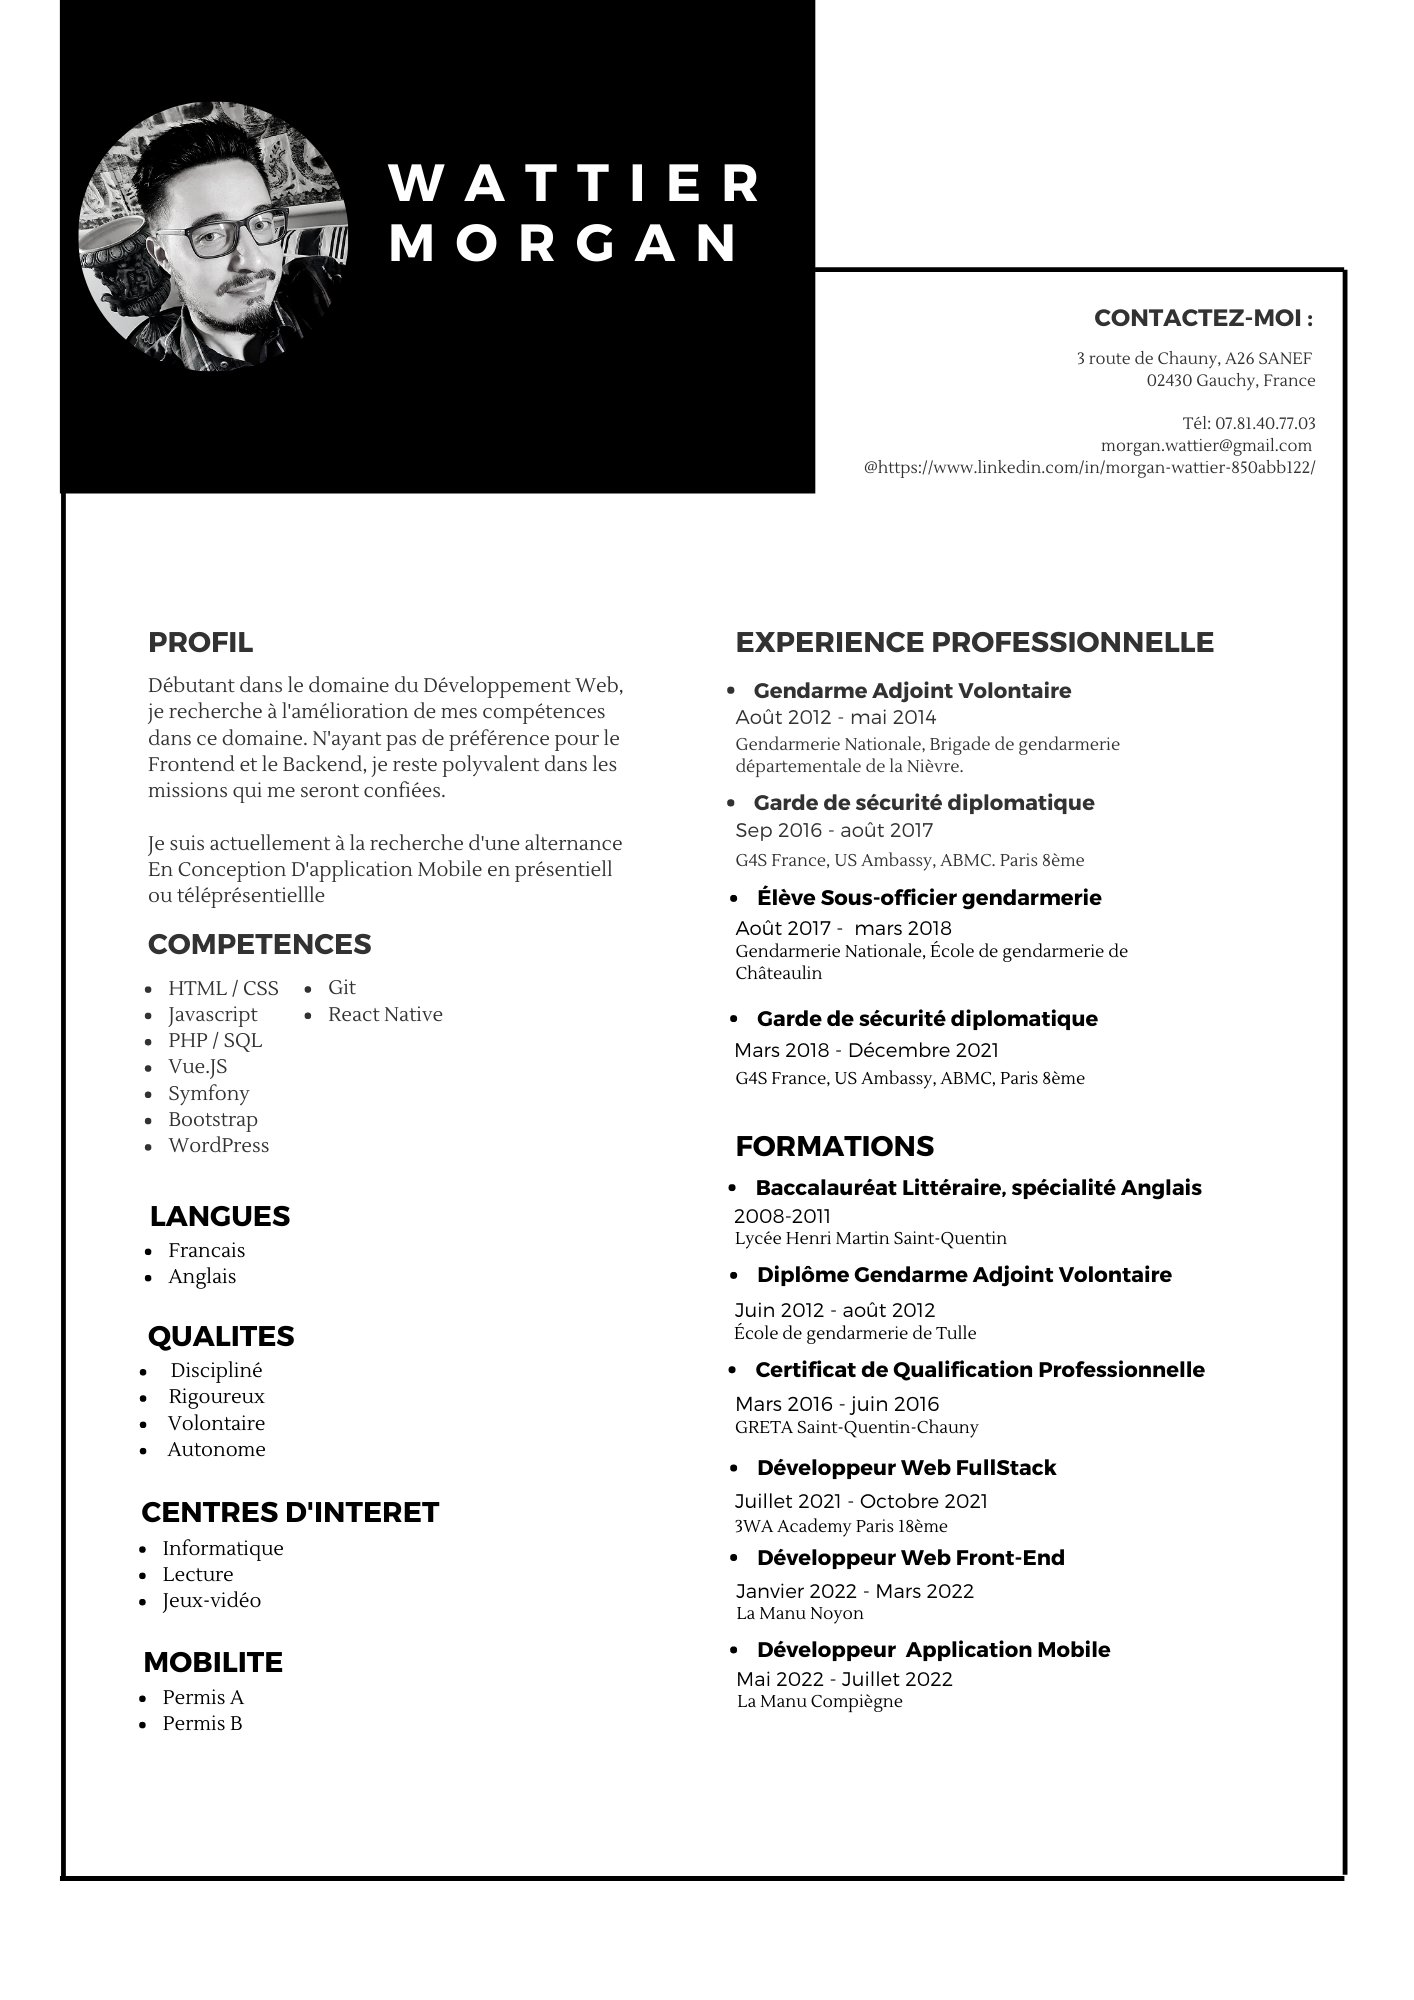 WATTIER
MORGAN
CONTACTEZ-MOI :
3 route de Chauny, A26 SANEF
02430 Gauchy, France
Tél: 07.81.40.77.03
morgan.wattier@gmail.com
@https://www.linkedin.com/in/morgan-wattier-850abb122/
PROFIL
Débutant dans le domaine du Développement Web,
je recherche à l'amélioration de mes compétences
dans ce domaine. N'ayant pas de préférence pour le
Frontend et le Backend, je reste polyvalent dans les
missions qui me seront confiées.
Je suis actuellement à la recherche d'une alternance
En Conception D'application Mobile en présentiell
ou téléprésentiellle
COMPETENCES
• HTML / CSS
• Javascript
• PHP / SQL
• Vue.JS
• Symfony
• Bootstrap
• WordPress
• Git
• React Native
LANGUES
• Francais
• Anglais
QUALITES
• Discipliné
• Rigoureux
• Volontaire
• Autonome
CENTRES D'INTERET
• Informatique
• Lecture
• Jeux-vidéo
MOBILITE
• Permis A
• Permis B
EXPERIENCE PROFESSIONNELLE
• Gendarme Adjoint Volontaire
Août 2012 - mai 2014
Gendarmerie Nationale, Brigade de gendarmerie
départementale de la Nièvre.
• Garde de sécurité diplomatique
Sep 2016 - août 2017
G4S France, US Ambassy, ABMC. Paris 8ème
• Élève Sous-officier gendarmerie
Août 2017 - mars 2018
Gendarmerie Nationale, École de gendarmerie de
Châteaulin
• Garde de sécurité diplomatique
Mars 2018 - Décembre 2021
G4S France, US Ambassy, ABMC, Paris 8ème
FORMATIONS
• Baccalauréat Littéraire, spécialité Anglais
2008-2011
Lycée Henri Martin Saint-Quentin
• Diplôme Gendarme Adjoint Volontaire
Juin 2012 - août 2012
École de gendarmerie de Tulle
• Certificat de Qualification Professionnelle
Mars 2016 - juin 2016
GRETA Saint-Quentin-Chauny
• Développeur Web FullStack
Juillet 2021 - Octobre 2021
3WA Academy Paris 18ème
• Développeur Web Front-End
Janvier 2022 - Mars 2022
La Manu Noyon
• Développeur Application Mobile
Mai 2022 - Juillet 2022
La Manu Compiègne